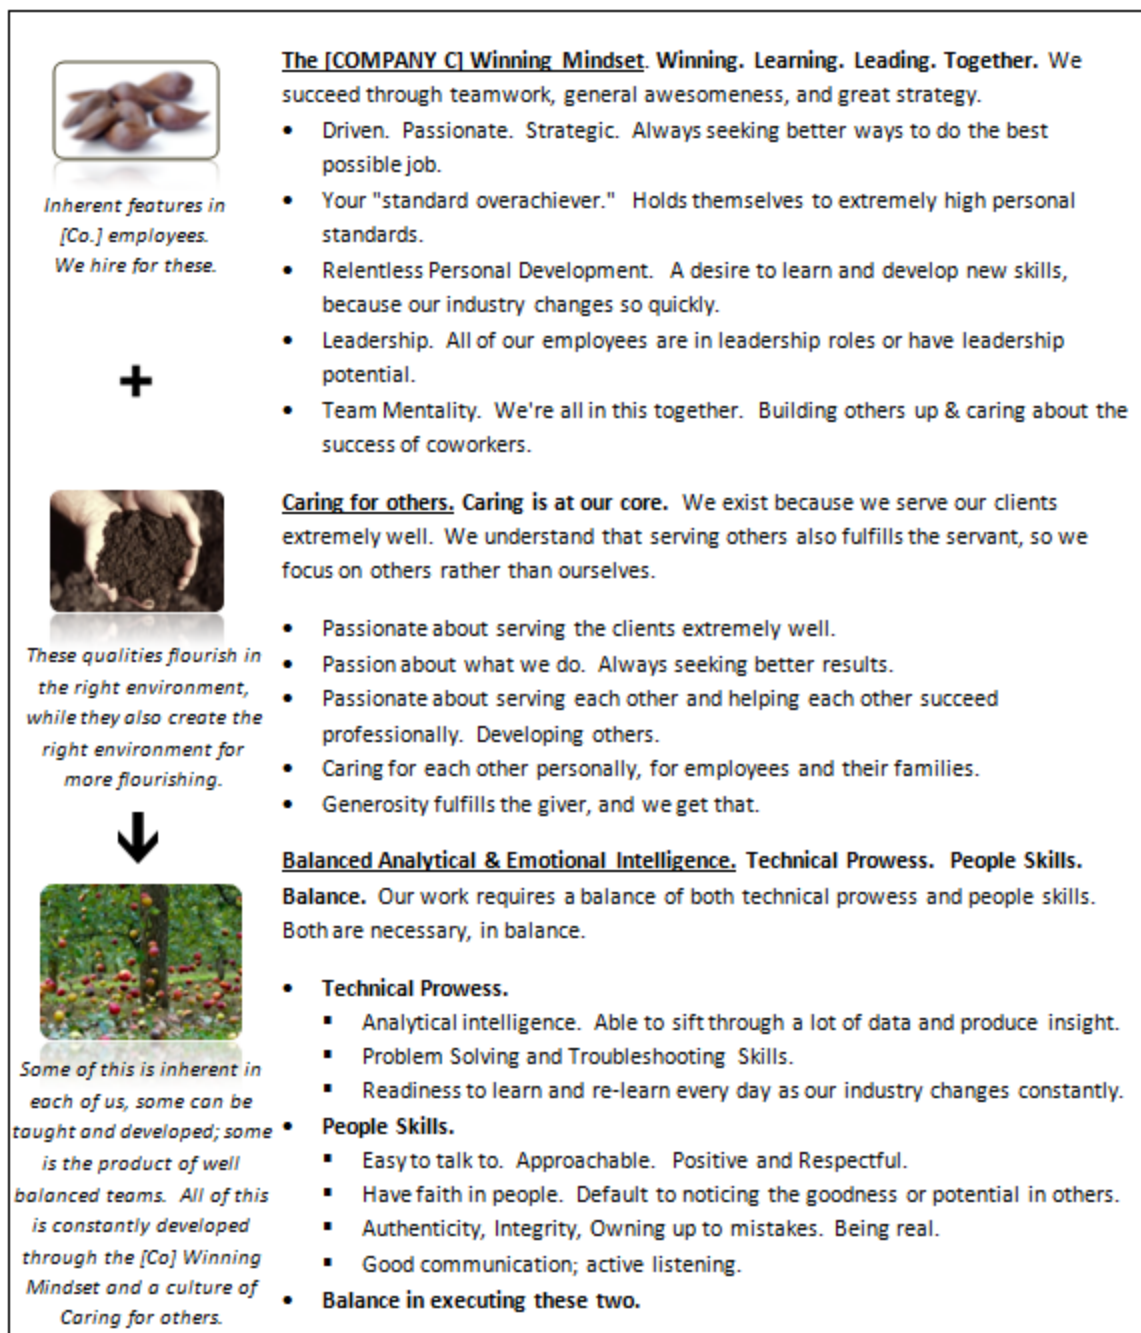 The [COMPANY C] Winning Mindset. Winning. Learning. Leading. Together. We
succeed through teamwork, general awesomeness, and great strategy.
• Driven. Passionate. Strategic. Always seeking better ways to do the best
possible job.
• Your "standard overachiever." Holds themselves to extremely high personal
standards.
• Relentless Personal Development. A desire to learn and develop new skills,
because our industry changes so quickly.
• Leadership. All of our employees are in leadership roles or have leadership
potential.
• Team Mentality. We're all in this together. Building others up & caring about the
success of coworkers.
Inherent features in
[Co.] employees.
We hire for these.
+
Caring for others. Caring is at our core. We exist because we serve our clients
extremely well. We understand that serving others also fulfills the servant, so we
focus on others rather than ourselves.
• Passionate about serving the clients extremely well.
• Passion about what we do. Always seeking better results.
• Passionate about serving each other and helping each other succeed
professionally. Developing others.
• Caring for each other personally, for employees and their families.
• Generosity fulfills the giver, and we get that.
These qualities flourish in
the right environment,
while they also create the
right environment for
more flourishing.
Balanced Analytical & Emotional Intelligence. Technical Prowess. People Skills.
Balance. Our work requires a balance of both technical prowess and people skills.
Both are necessary, in balance.
• Technical Prowess.
▪ Analytical intelligence. Able to sift through a lot of data and produce insight.
▪ Problem Solving and Troubleshooting Skills.
▪ Readiness to learn and re-learn every day as our industry changes constantly.
• People Skills.
▪ Easy to talk to. Approachable. Positive and Respectful.
▪ Have faith in people. Default to noticing the goodness or potential in others.
▪ Authenticity, Integrity, Owning up to mistakes. Being real.
▪ Good communication; active listening.
• Balance in executing these two.
Some of this is inherent in
each of us, some can be
taught and developed; some
is the product of well
balanced teams. All of this
is constantly developed
through the [Co] Winning
Mindset and a culture of
Caring for others.